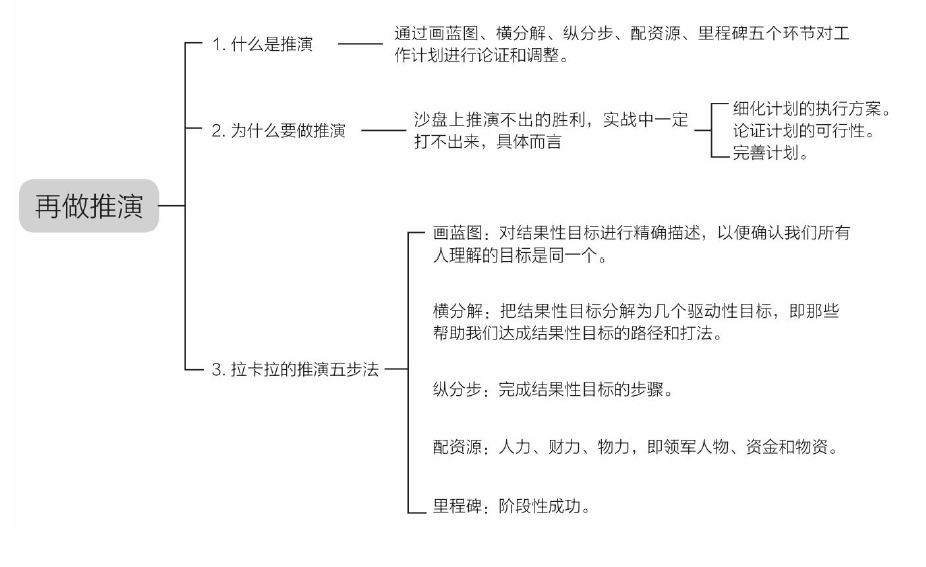 再做推演
1. 什么是推演
通过画蓝图、横分解、纵分步、配资源、里程碑五个环节对工
作计划进行论证和调整。
2. 为什么要做推演
沙盘上推演不出的胜利，实战中一定
打不出来，具体而言
细化计划的执行方案。
论证计划的可行性。
完善计划。
3. 拉卡拉的推演五步法
画蓝图：对结果性目标进行精确描述，以便确认我们所有
人理解的目标是同一个。
横分解：把结果性目标分解为几个驱动性目标，即那些
帮助我们达成结果性目标的路径和打法。
纵分步：完成结果性目标的步骤。
配资源：人力、财力、物力，即领军人物、资金和物资。
里程碑：阶段性成功。